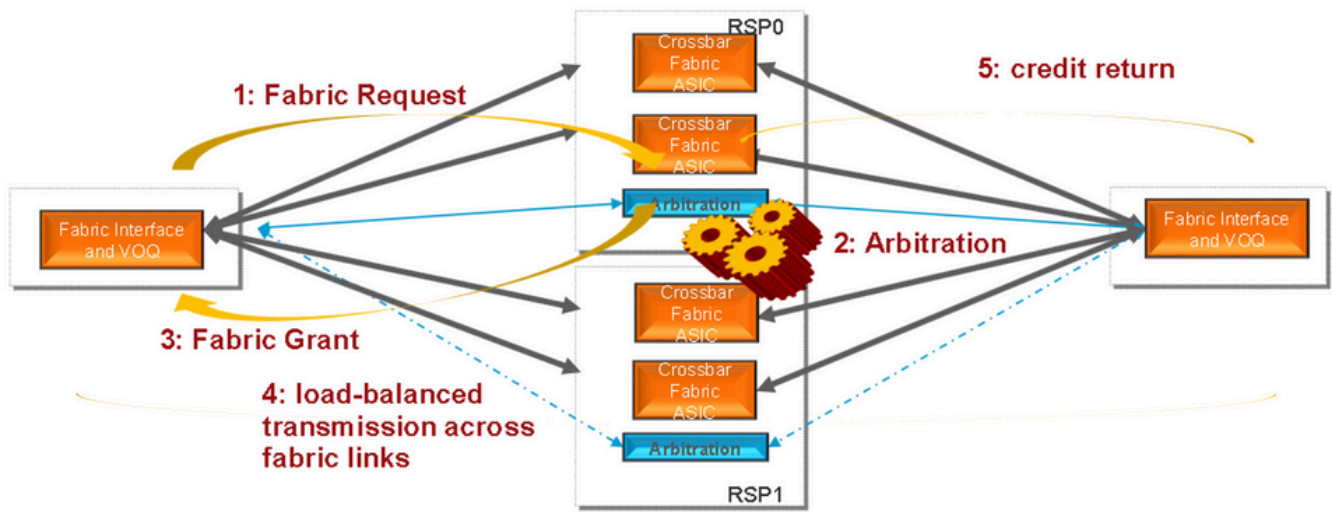 RSP0
Crossbar
Fabric
ASIC
5: credit return
1: Fabric Request
Crossbar
Fabric
ASIC
Arbitration
Fabric Interface
and VOQ
2: Arbitration
Fabric Interface
and VOQ
Crossbar
Fabric
ASIC
3: Fabric Grant
Crossbar
Fabric
ASIC
4: load-balanced
transmission across
fabric links
Arbitration
RSP1